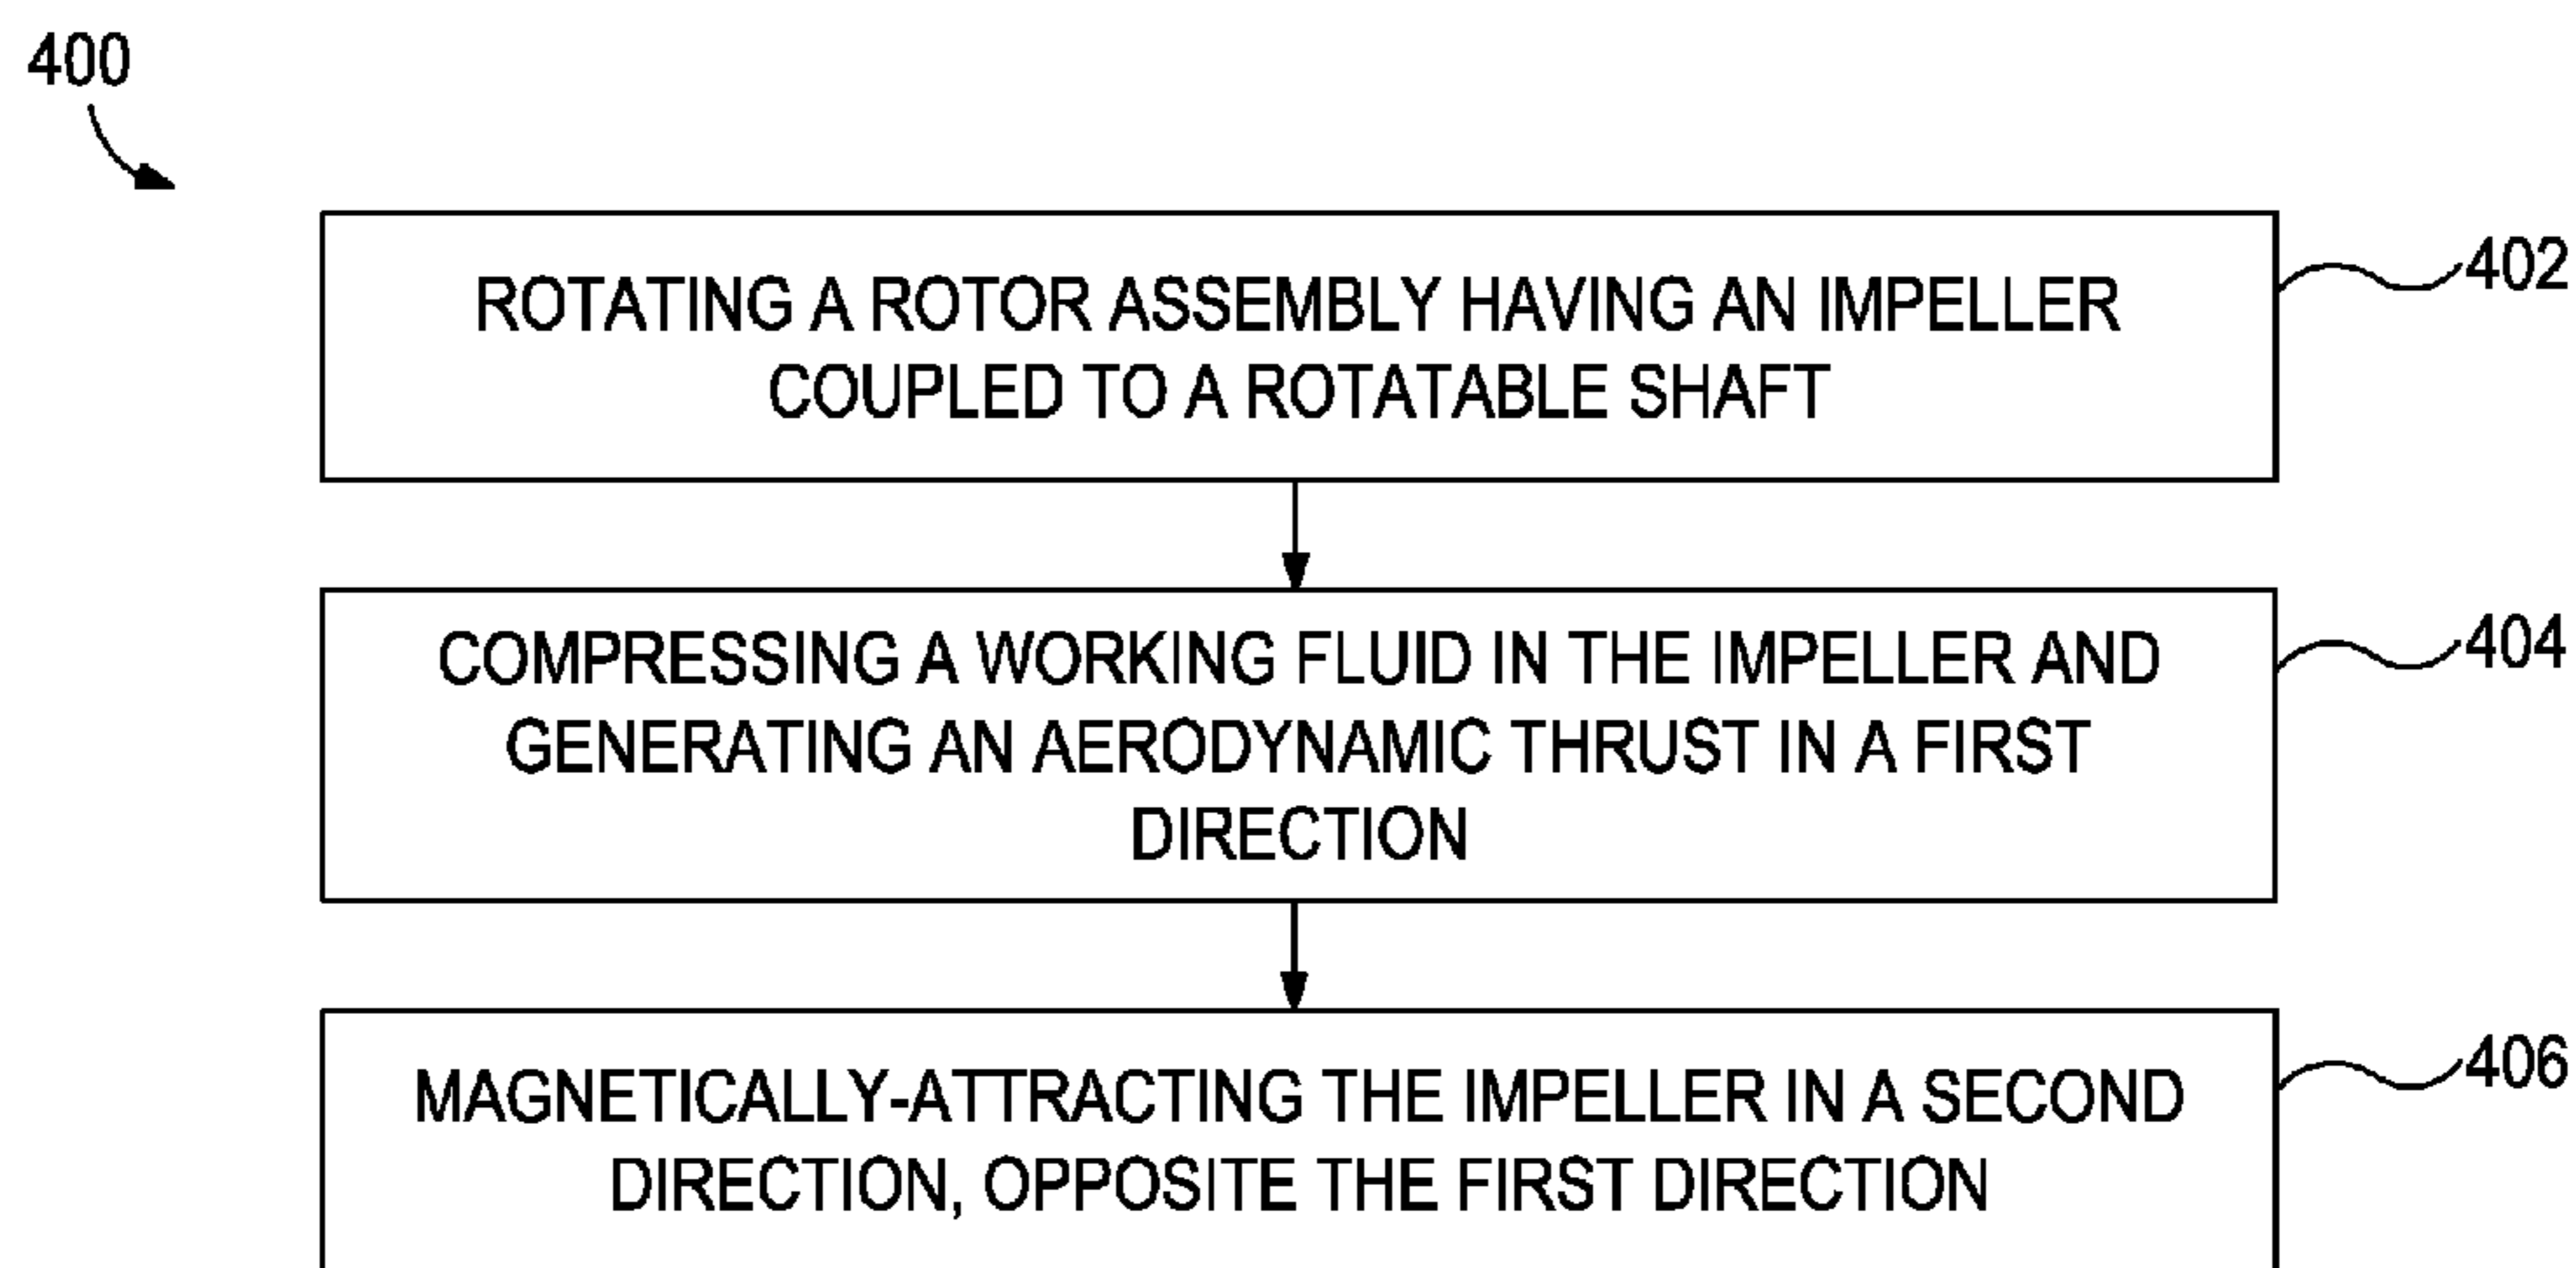 400
ROTATING A ROTOR ASSEMBLY HAVING AN IMPELLER
COUPLED TO A ROTATABLE SHAFT
402
COMPRESSING A WORKING FLUID IN THE IMPELLER AND
GENERATING AN AERODYNAMIC THRUST IN A FIRST
DIRECTION
404
MAGNETICALLY-ATTRACTING THE IMPELLER IN A SECOND
DIRECTION, OPPOSITE THE FIRST DIRECTION
406